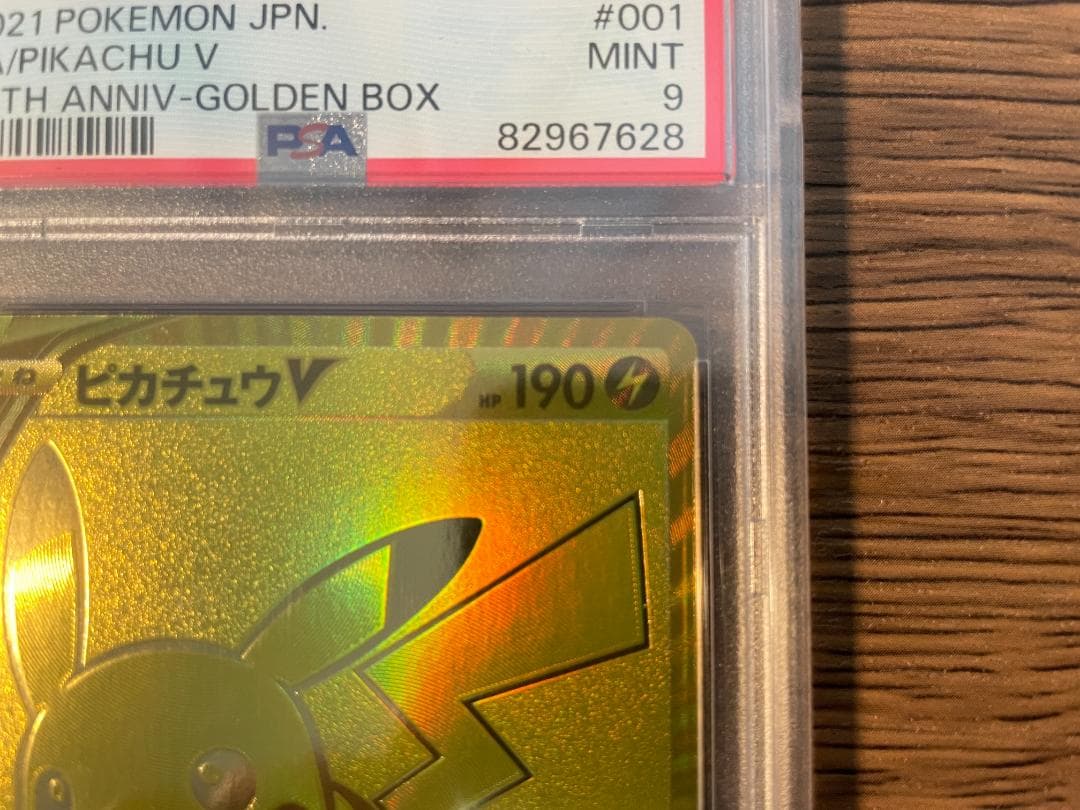 021 POKEMON JPN. #001
A/PIKACHU V MINT
TH ANNIV-GOLDEN BOX 9
PSA 82967628
ピカチュウV HP 190